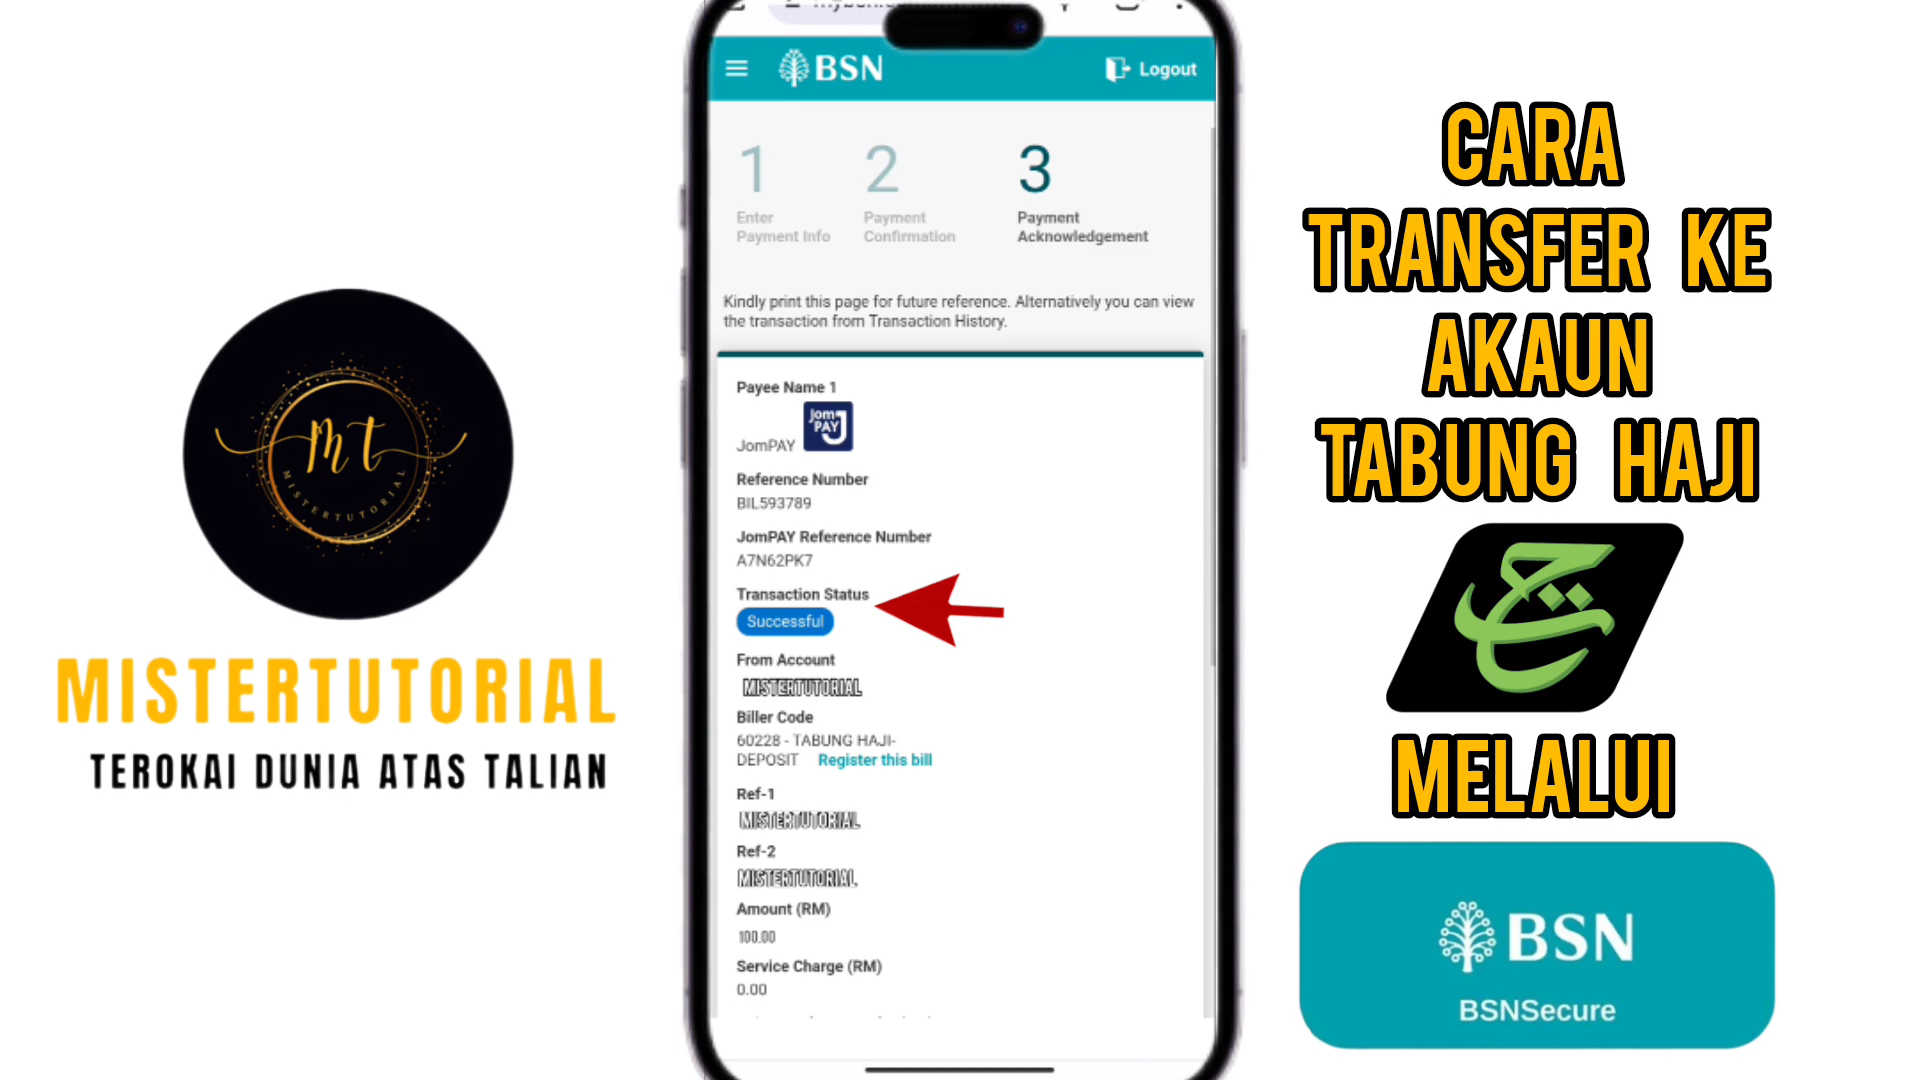 Mt
MISTERTUTORIAL
MISTERTUTORIAL
TEROKAI DUNIA ATAS TALIAN
BSN
Logout
1
2
3
Enter
Payment Info
Payment
Confirmation
Payment
Acknowledgement
Kindly print this page for future reference. Alternatively you can view
the transaction from Transaction History.
Payee Name 1
JomPAY
Jom
PAY
Reference Number
BIL593789
JomPAY Reference Number
A7N62PK7
Transaction Status
Successful
From Account
MISTERTUTORIAL
Biller Code
60228 - TABUNG HAJI-
DEPOSIT Register this bill
Ref-1
MISTERTUTORIAL
Ref-2
MISTERTUTORIAL
Amount (RM)
100.00
Service Charge (RM)
0.00
CARA
TRANSFER KE
AKAUN
TABUNG HAJI
MELALUI
BSN
BSNSecure